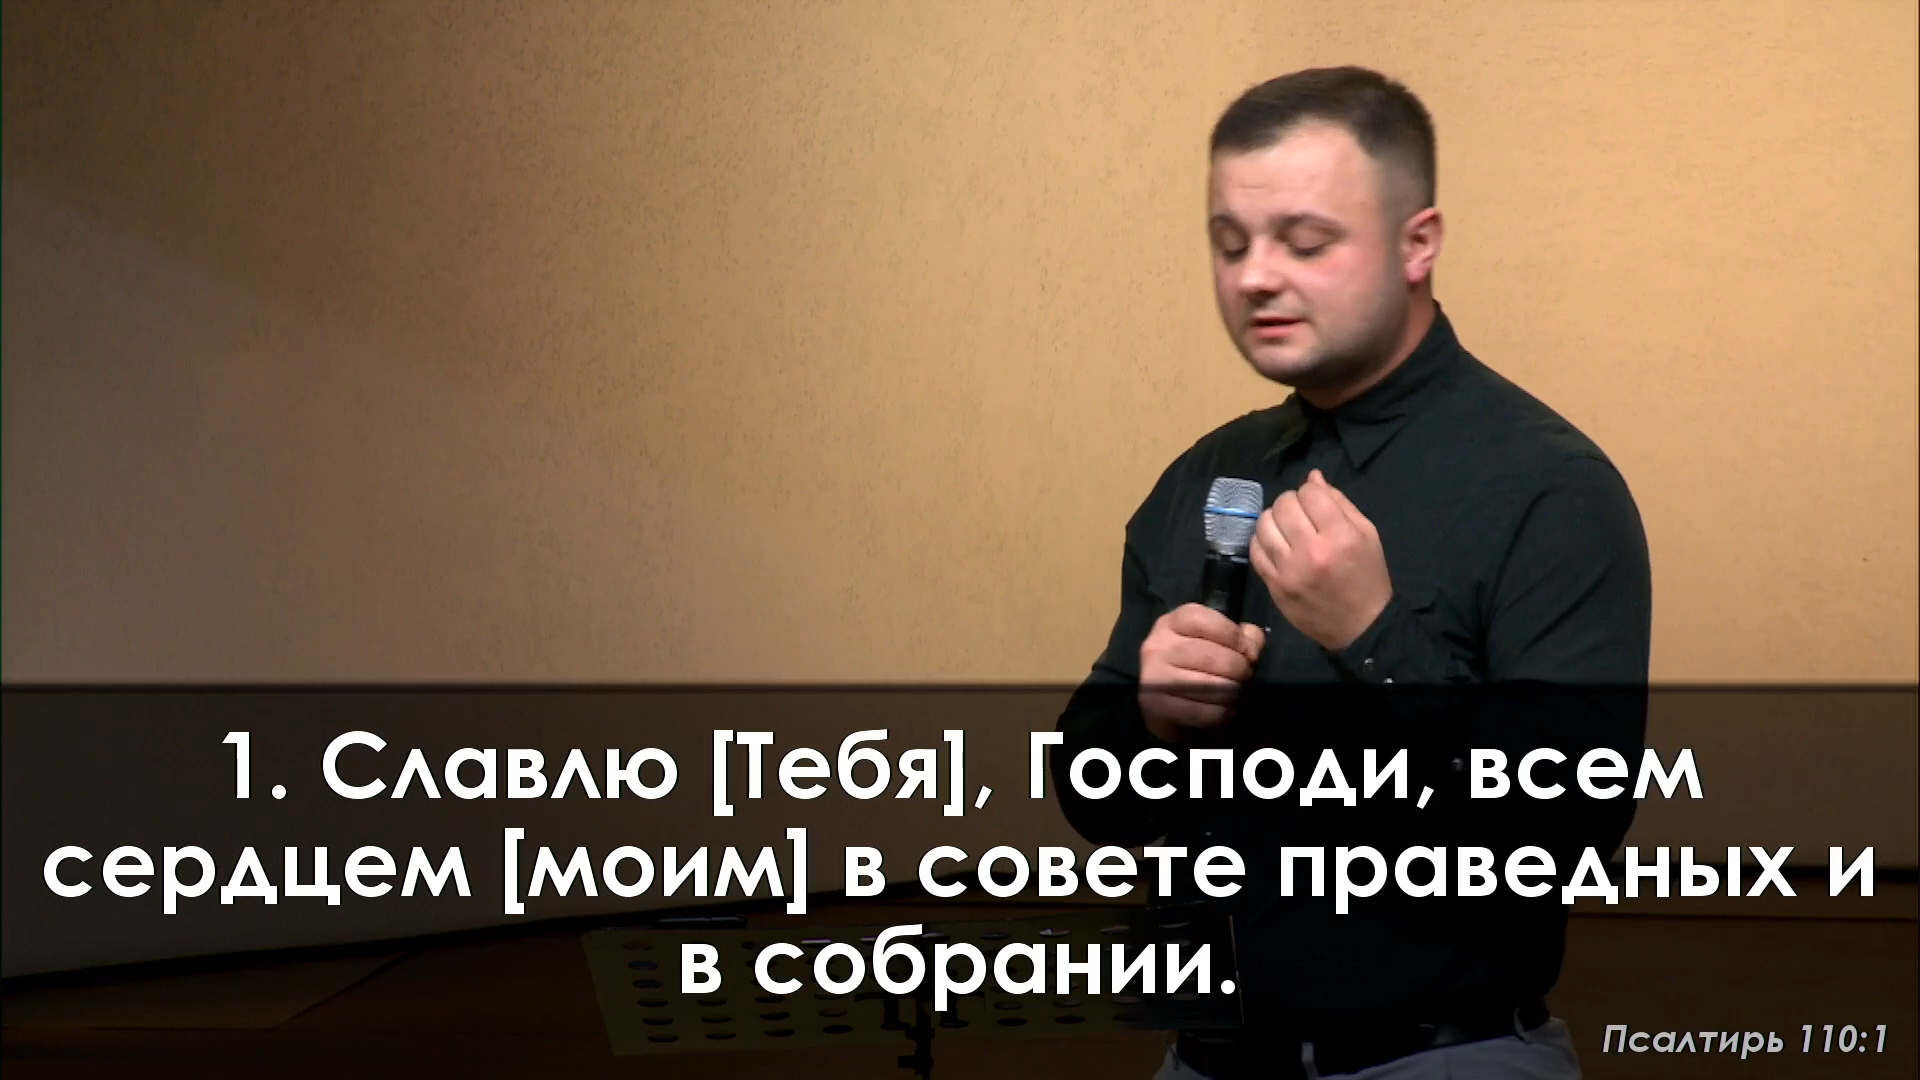 1. Славлю [Тебя], Господи, всем
сердцем [моим] в совете праведных и
в собрании.
Псалтирь 110:1